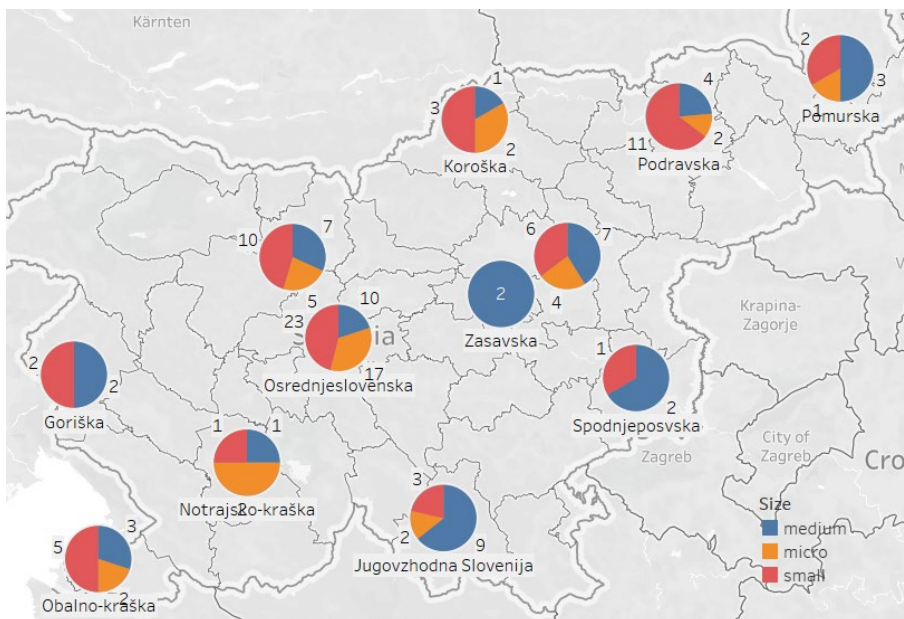 Kärnten
2
3
1
Pomurska
4
2
11
Podravska
1
3
2
Koroška
10
7
5
6
7
4
2
Zasavska
10
23
17
Osrednjeslovenska
Krapina-
Zagorje
2
2
Goriška
1
2
Spodnjeposvska
City of
Zagreb
Zagreb
Cro
1
1
2
Notrajsko-kraška
3
2
9
Jugovzhodna Slovenija
5
3
2
Obalno-kraška
Size
medium
micro
small